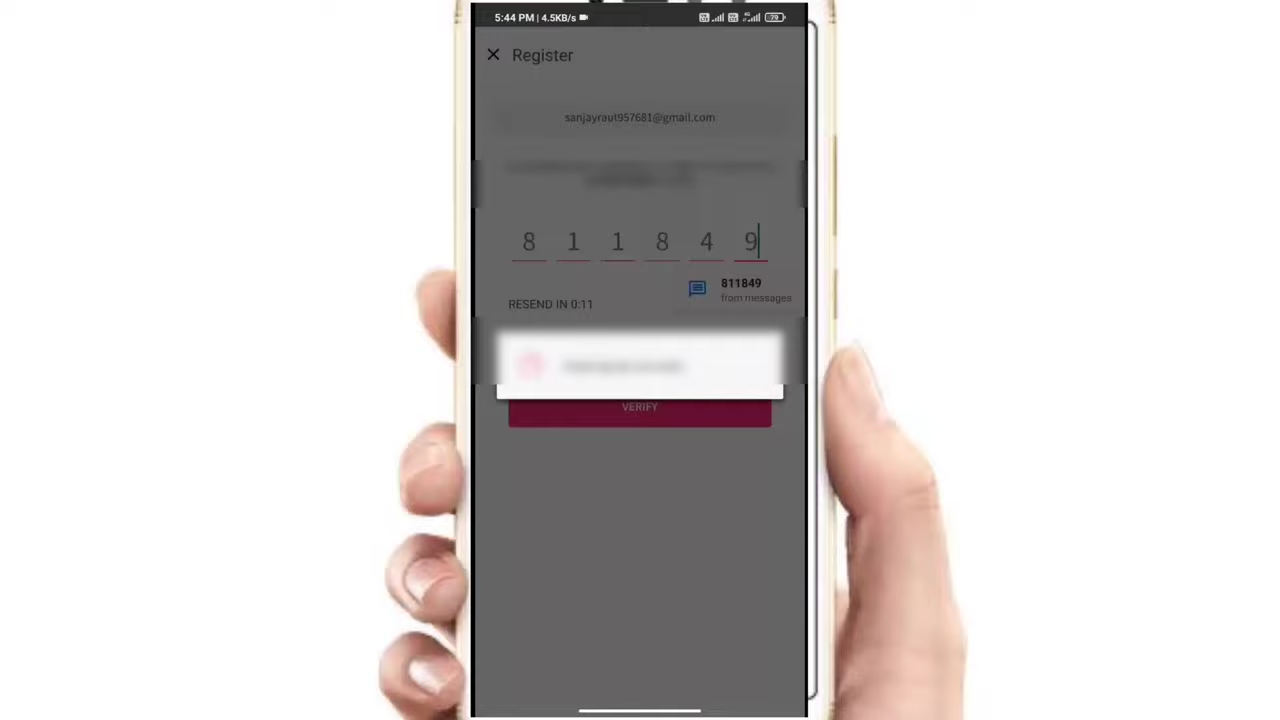 5:44 PM | 4.5KB/s
29
Register
sanjayraut957681@gmail.com
8 1 1 8 4 9
811849
from messages
RESEND IN 0:11
VERIFY